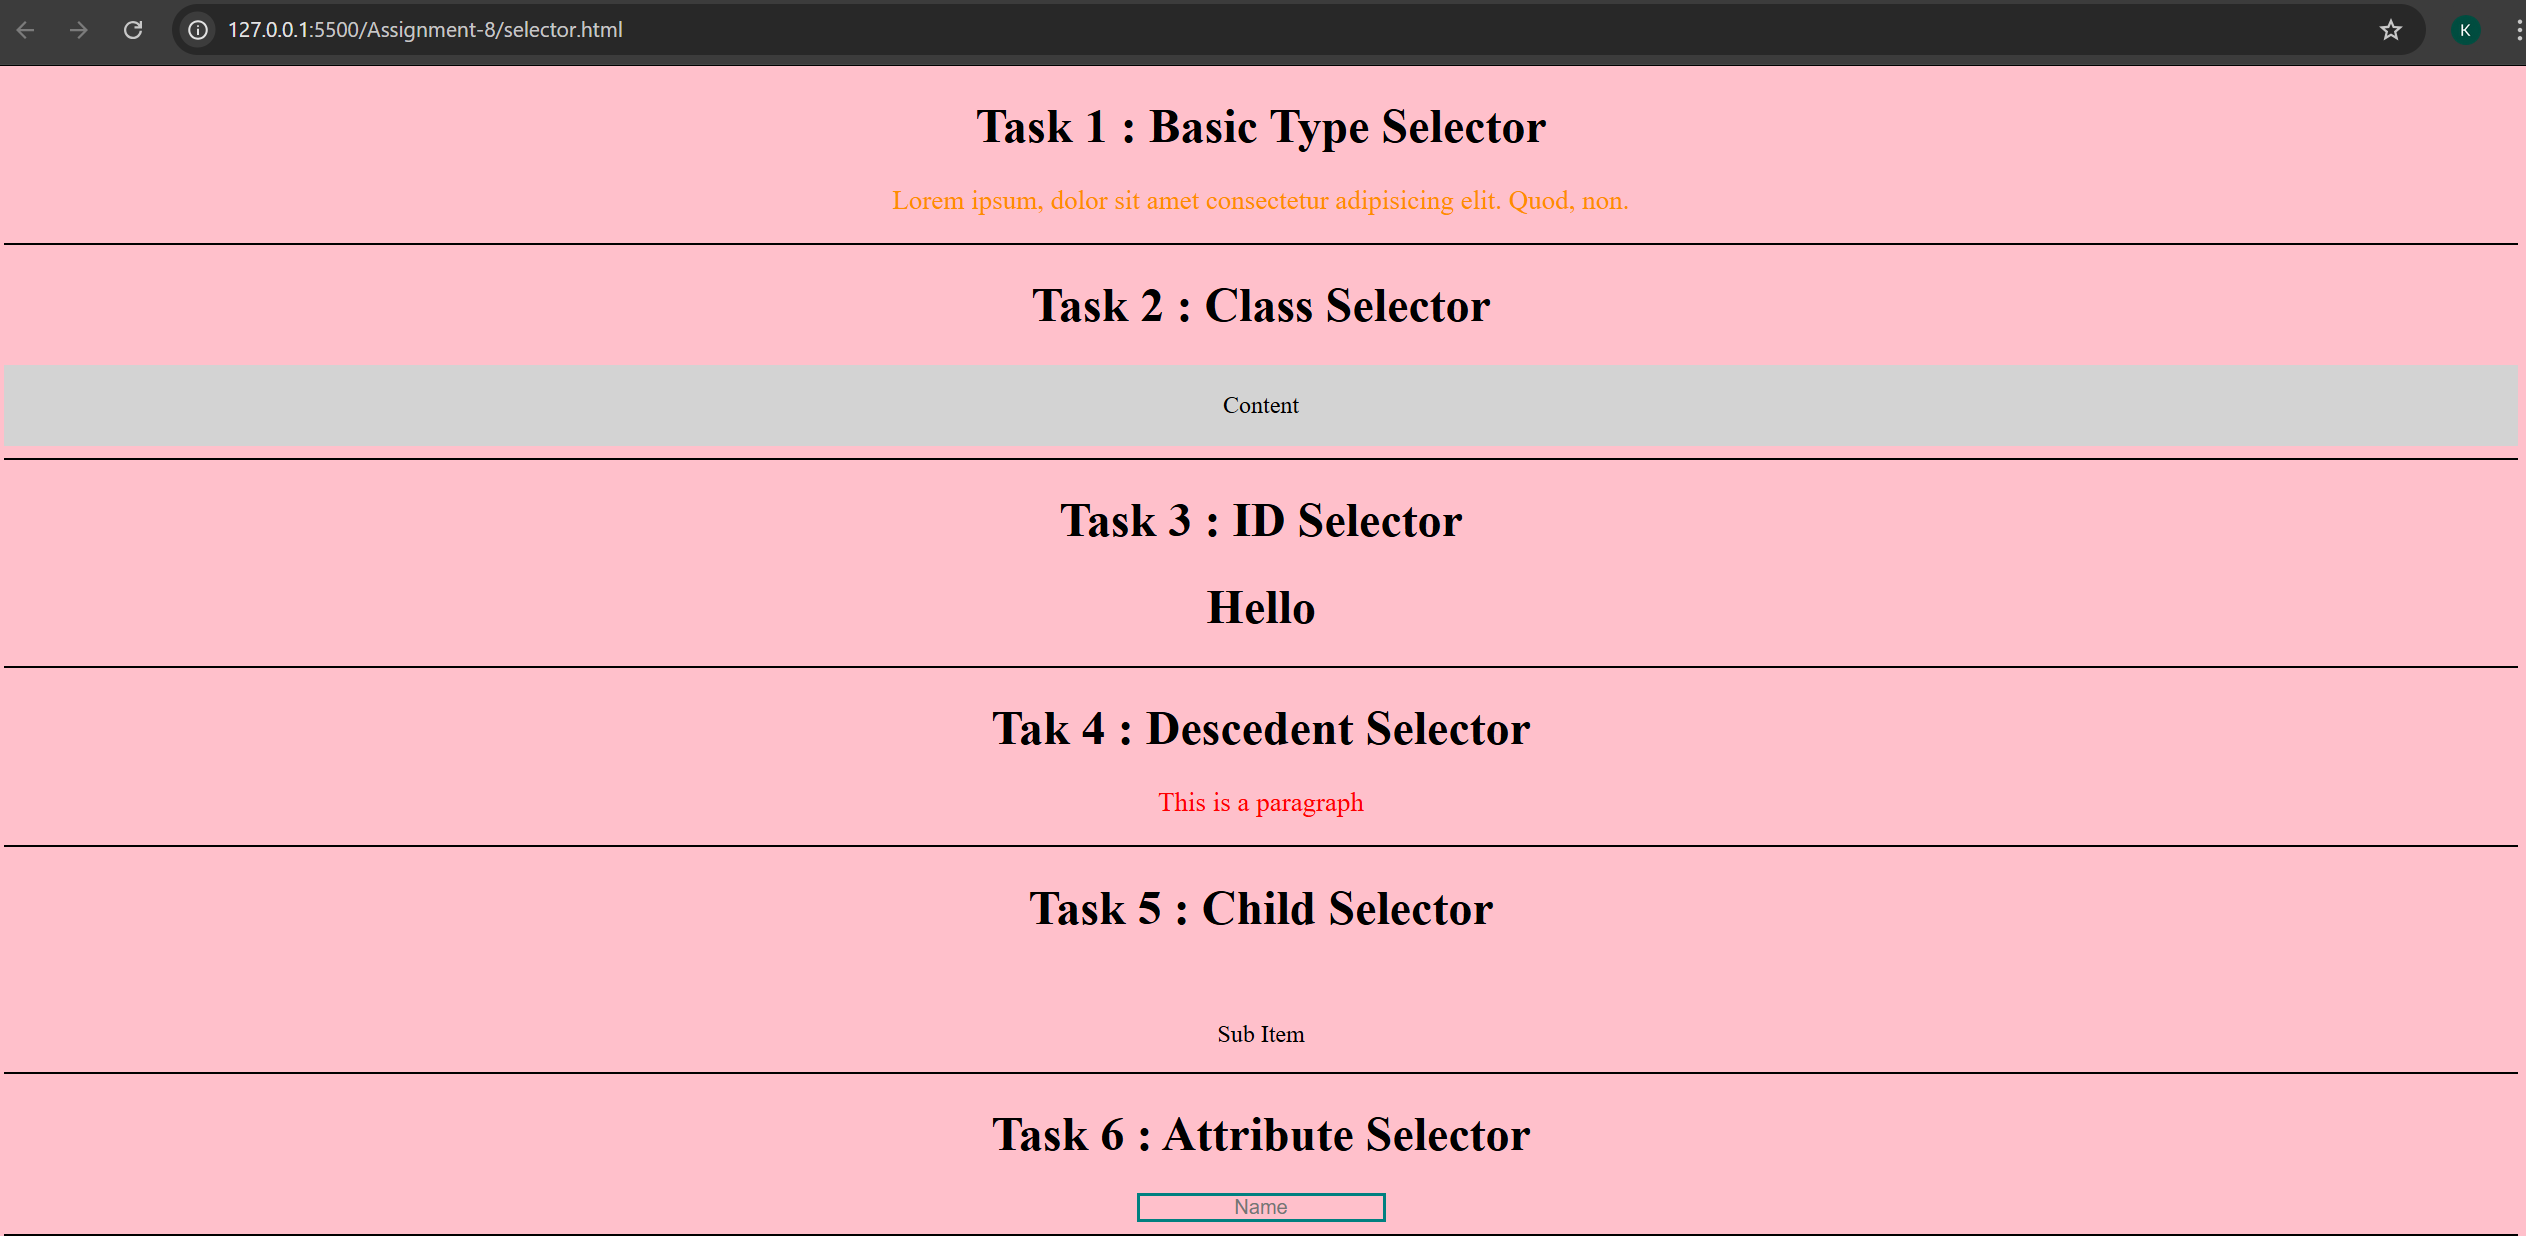 127.0.0.1:5500/Assignment-8/selector.html
K
Task 1 : Basic Type Selector
Lorem ipsum, dolor sit amet consectetur adipisicing elit. Quod, non.
Task 2 : Class Selector
Content
Task 3 : ID Selector
Hello
Tak 4 : Descedent Selector
This is a paragraph
Task 5 : Child Selector
Sub Item
Task 6 : Attribute Selector
Name